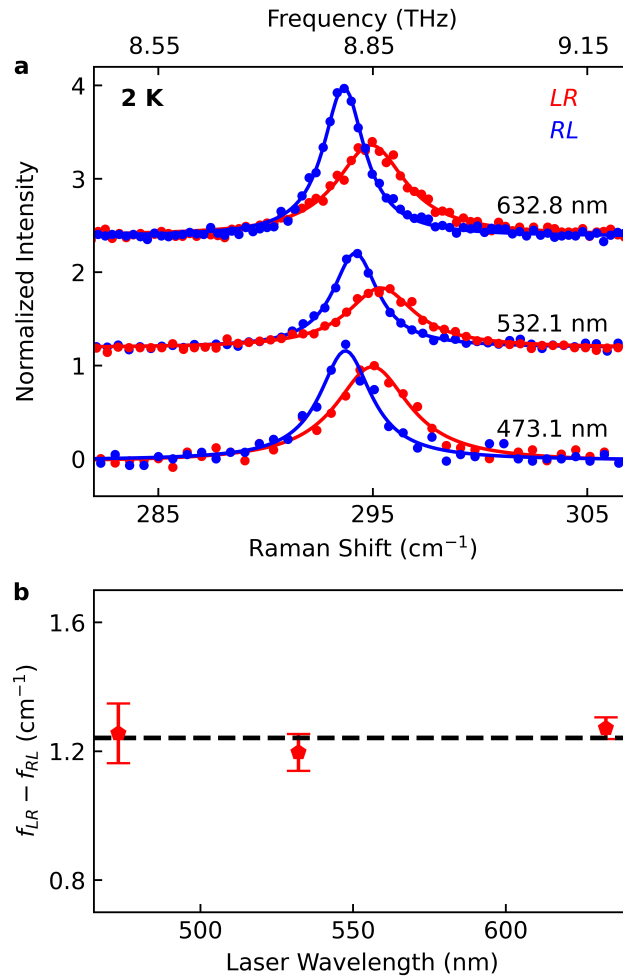 Frequency (THz)
8.55 8.85 9.15
a
2 K
LR
RL
4
3
2
1
0
Normalized Intensity
632.8 nm
532.1 nm
473.1 nm
285 295 305
Raman Shift (cm⁻¹)
b
1.6
1.2
0.8
f_LR − f_RL (cm⁻¹)
500 550 600
Laser Wavelength (nm)